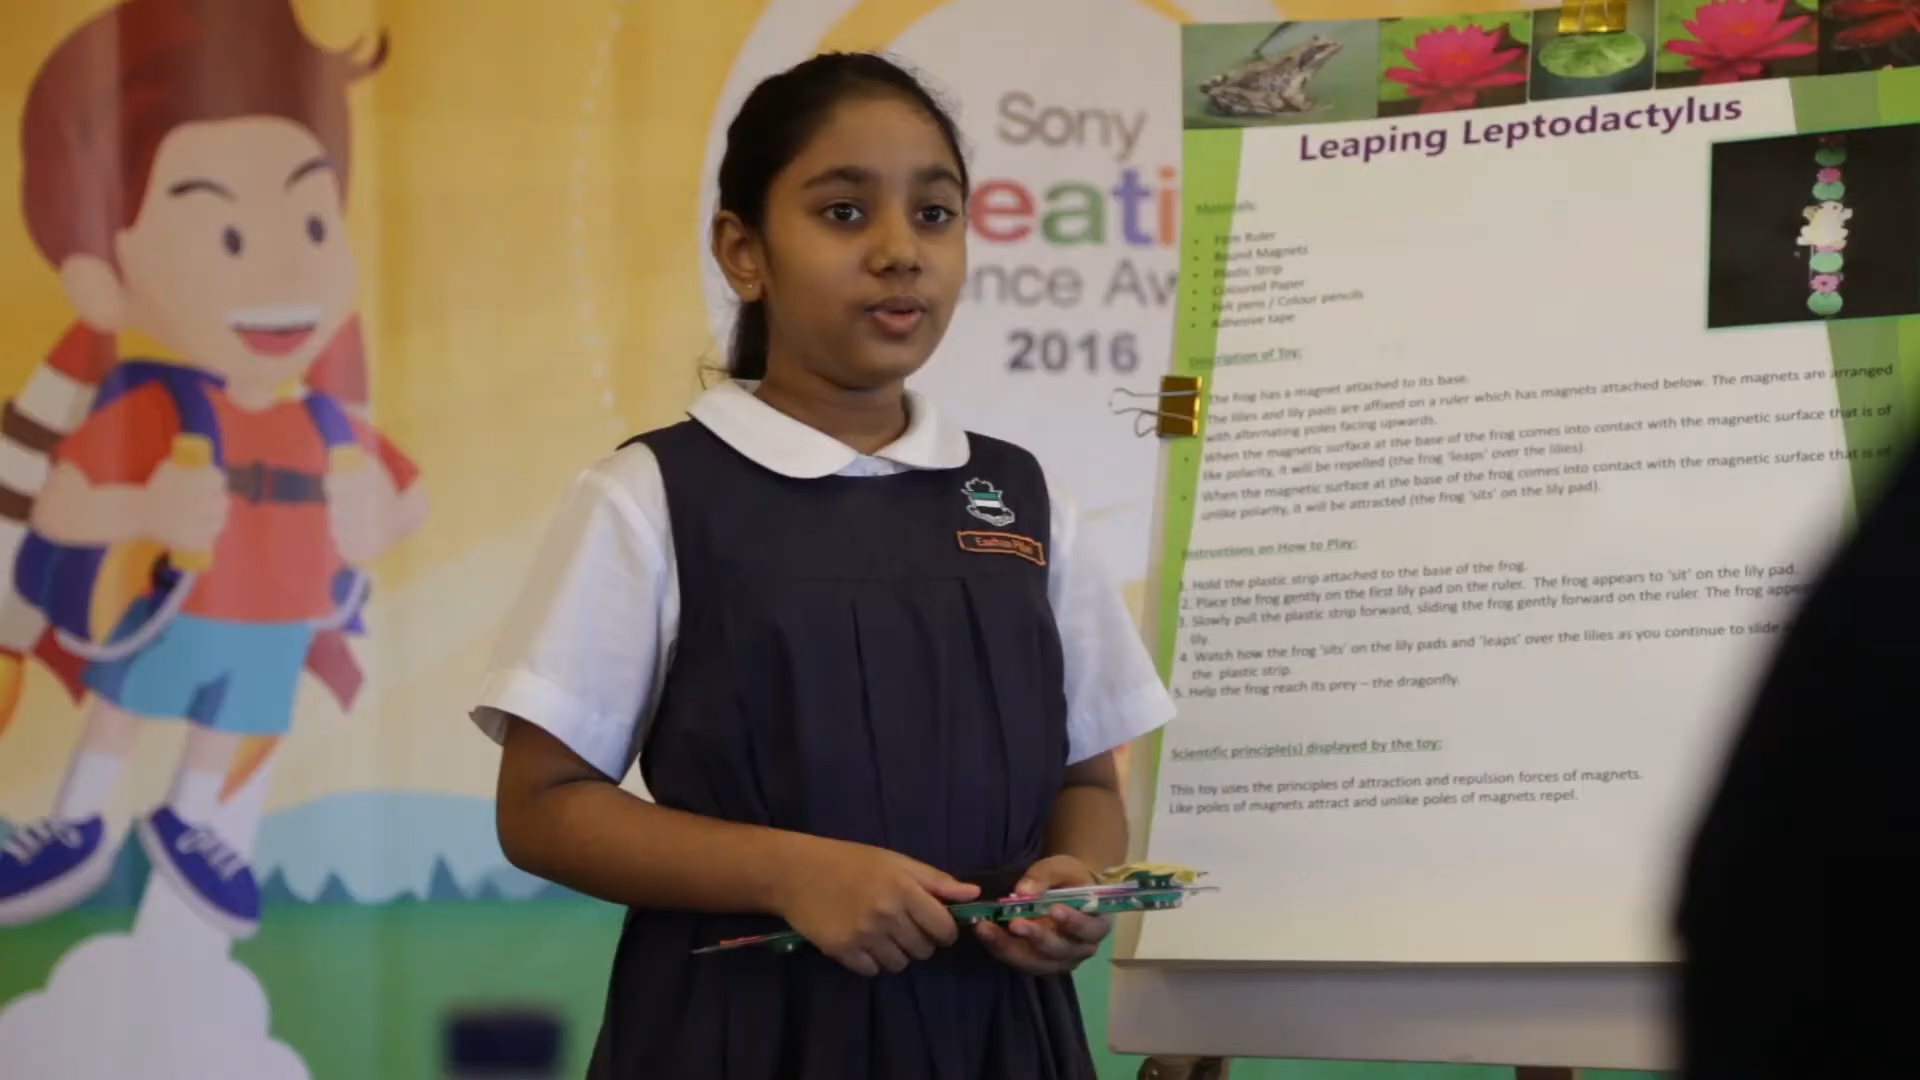 Sony
eati
ence Aw
2016
Leaping Leptodactylus
Materials:
Firm Ruler
Round Magnets
Plastic Strip
Coloured Paper
Felt pens / Colour pencils
Adhesive tape
Description of Toy:
The frog has a magnet attached to its base.
The lilies and lily pads are affixed on a ruler which has magnets attached below. The magnets are arranged
with alternating poles facing upwards.
When the magnetic surface at the base of the frog comes into contact with the magnetic surface that is of
like polarity, it will be repelled (the frog 'leaps' over the lilies).
When the magnetic surface at the base of the frog comes into contact with the magnetic surface that is of
unlike polarity, it will be attracted (the frog 'sits' on the lily pad).
Instructions on How to Play:
1. Hold the plastic strip attached to the base of the frog.
2. Place the frog gently on the first lily pad on the ruler. The frog appears to 'sit' on the lily pad.
3. Slowly pull the plastic strip forward, sliding the frog gently forward on the ruler. The frog appe
lily.
4. Watch how the frog 'sits' on the lily pads and 'leaps' over the lilies as you continue to slide
the plastic strip.
5. Help the frog reach its prey – the dragonfly.
Scientific principle(s) displayed by the toy:
This toy uses the principles of attraction and repulsion forces of magnets.
Like poles of magnets attract and unlike poles of magnets repel.